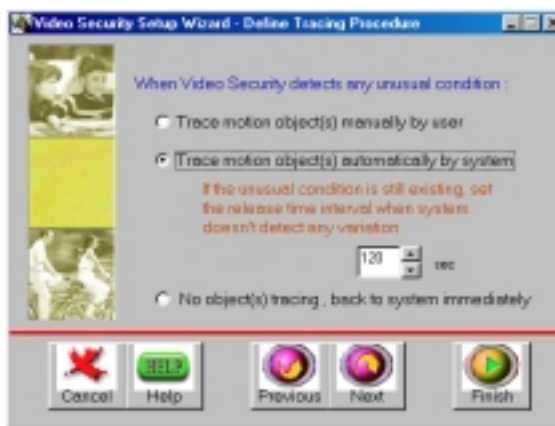 Video Security Setup Wizard - Define Tracing Procedure
When Video Security detects any unusual condition :
Trace motion object(s) manually by user
Trace motion object(s) automatically by system
If the unusual condition is still existing, set
the release time interval when system
doesn't detect any variation
120 sec
No object(s) tracing , back to system immediately
HELP
Cancel Help Previous Next Finish